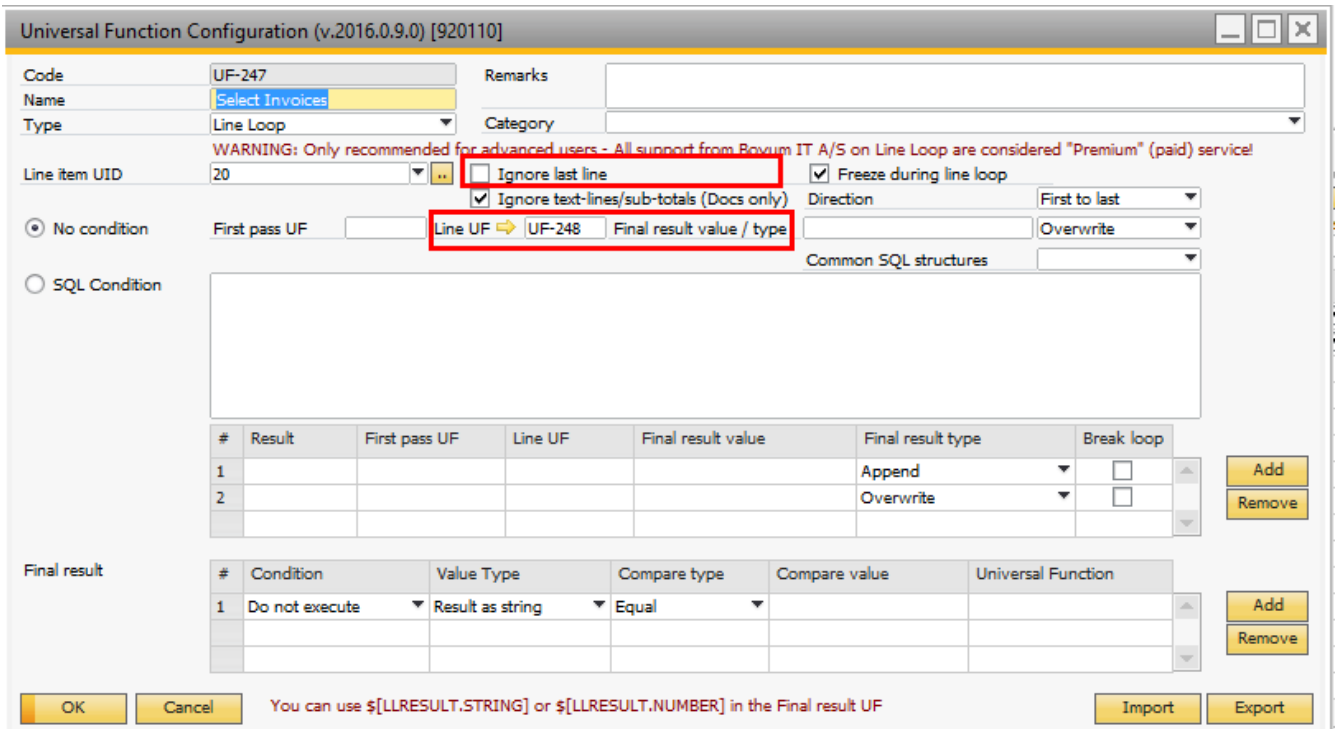 Universal Function Configuration (v.2016.0.9.0) [920110]
Code UF-247 Remarks
Name Select Invoices
Type Line Loop Category
WARNING: Only recommended for advanced users - All support from Boyum IT A/S on Line Loop are considered "Premium" (paid) service!
Line item UID 20 .. Ignore last line Freeze during line loop
Ignore text-lines/sub-totals (Docs only) Direction First to last
No condition First pass UF Line UF UF-248 Final result value / type Overwrite
Common SQL structures
SQL Condition
# Result First pass UF Line UF Final result value Final result type Break loop
1 Append Add
2 Overwrite Remove
Final result # Condition Value Type Compare type Compare value Universal Function
1 Do not execute Result as string Equal Add
Remove
OK Cancel You can use $[LLRESULT.STRING] or $[LLRESULT.NUMBER] in the Final result UF Import Export